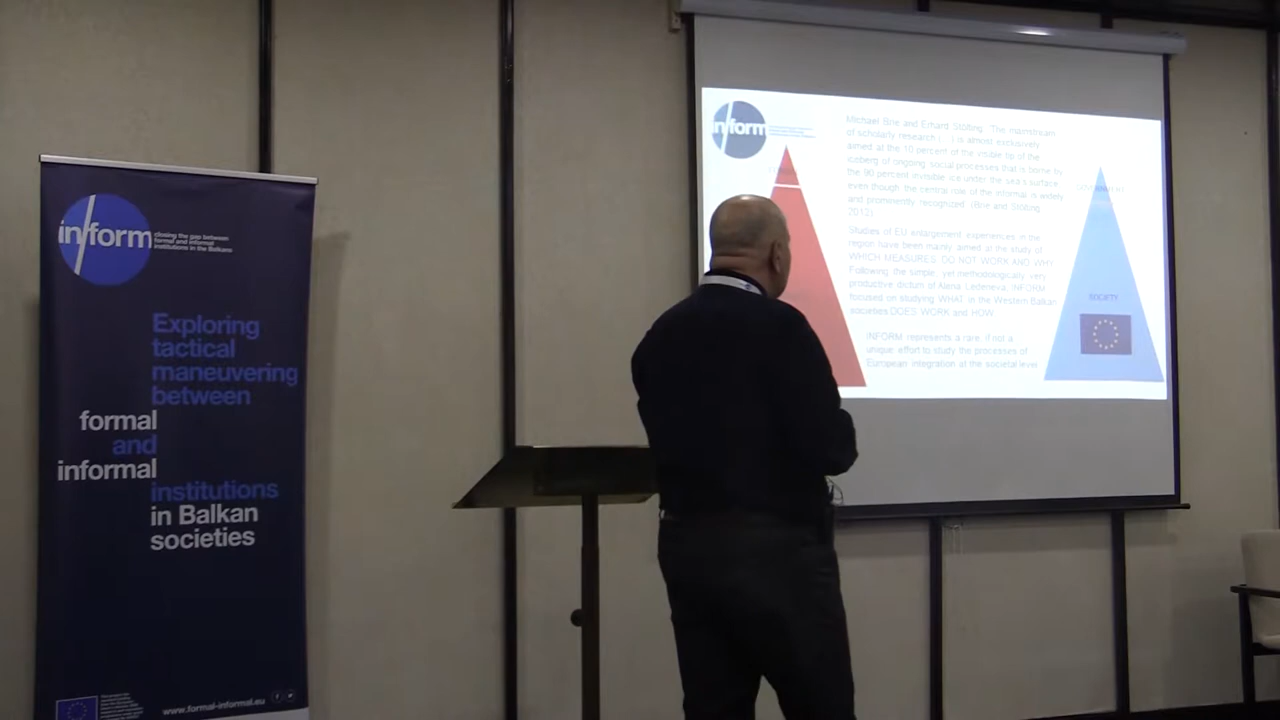 in/form
closing the gap between
formal and informal
institutions in the Balkans
Exploring
tactical
maneuvering
between
formal
and
informal
institutions
in Balkan
societies
www.formal-informal.eu
in/form
Michael Brie and Erhard Stölting: "The mainstream
of scholarly research (...) is almost exclusively
aimed at the 10 percent of the visible tip of the
iceberg of ongoing social processes that is borne by
the 90 percent invisible ice under the sea's surface,
even though the central role of the informal is widely
and prominently recognized. (Brie and Stölting
2012)
Studies of EU enlargement experiences in the
region have been mainly aimed at the study of
WHICH MEASURES DO NOT WORK AND WHY.
Following the simple, yet methodologically very
productive dictum of Alena Ledeneva, INFORM
focused on studying WHAT in the Western Balkan
societies DOES WORK and HOW.
INFORM represents a rare, if not a
unique effort to study the processes of
European integration at the societal level
GOVERNMENT
SOCIETY